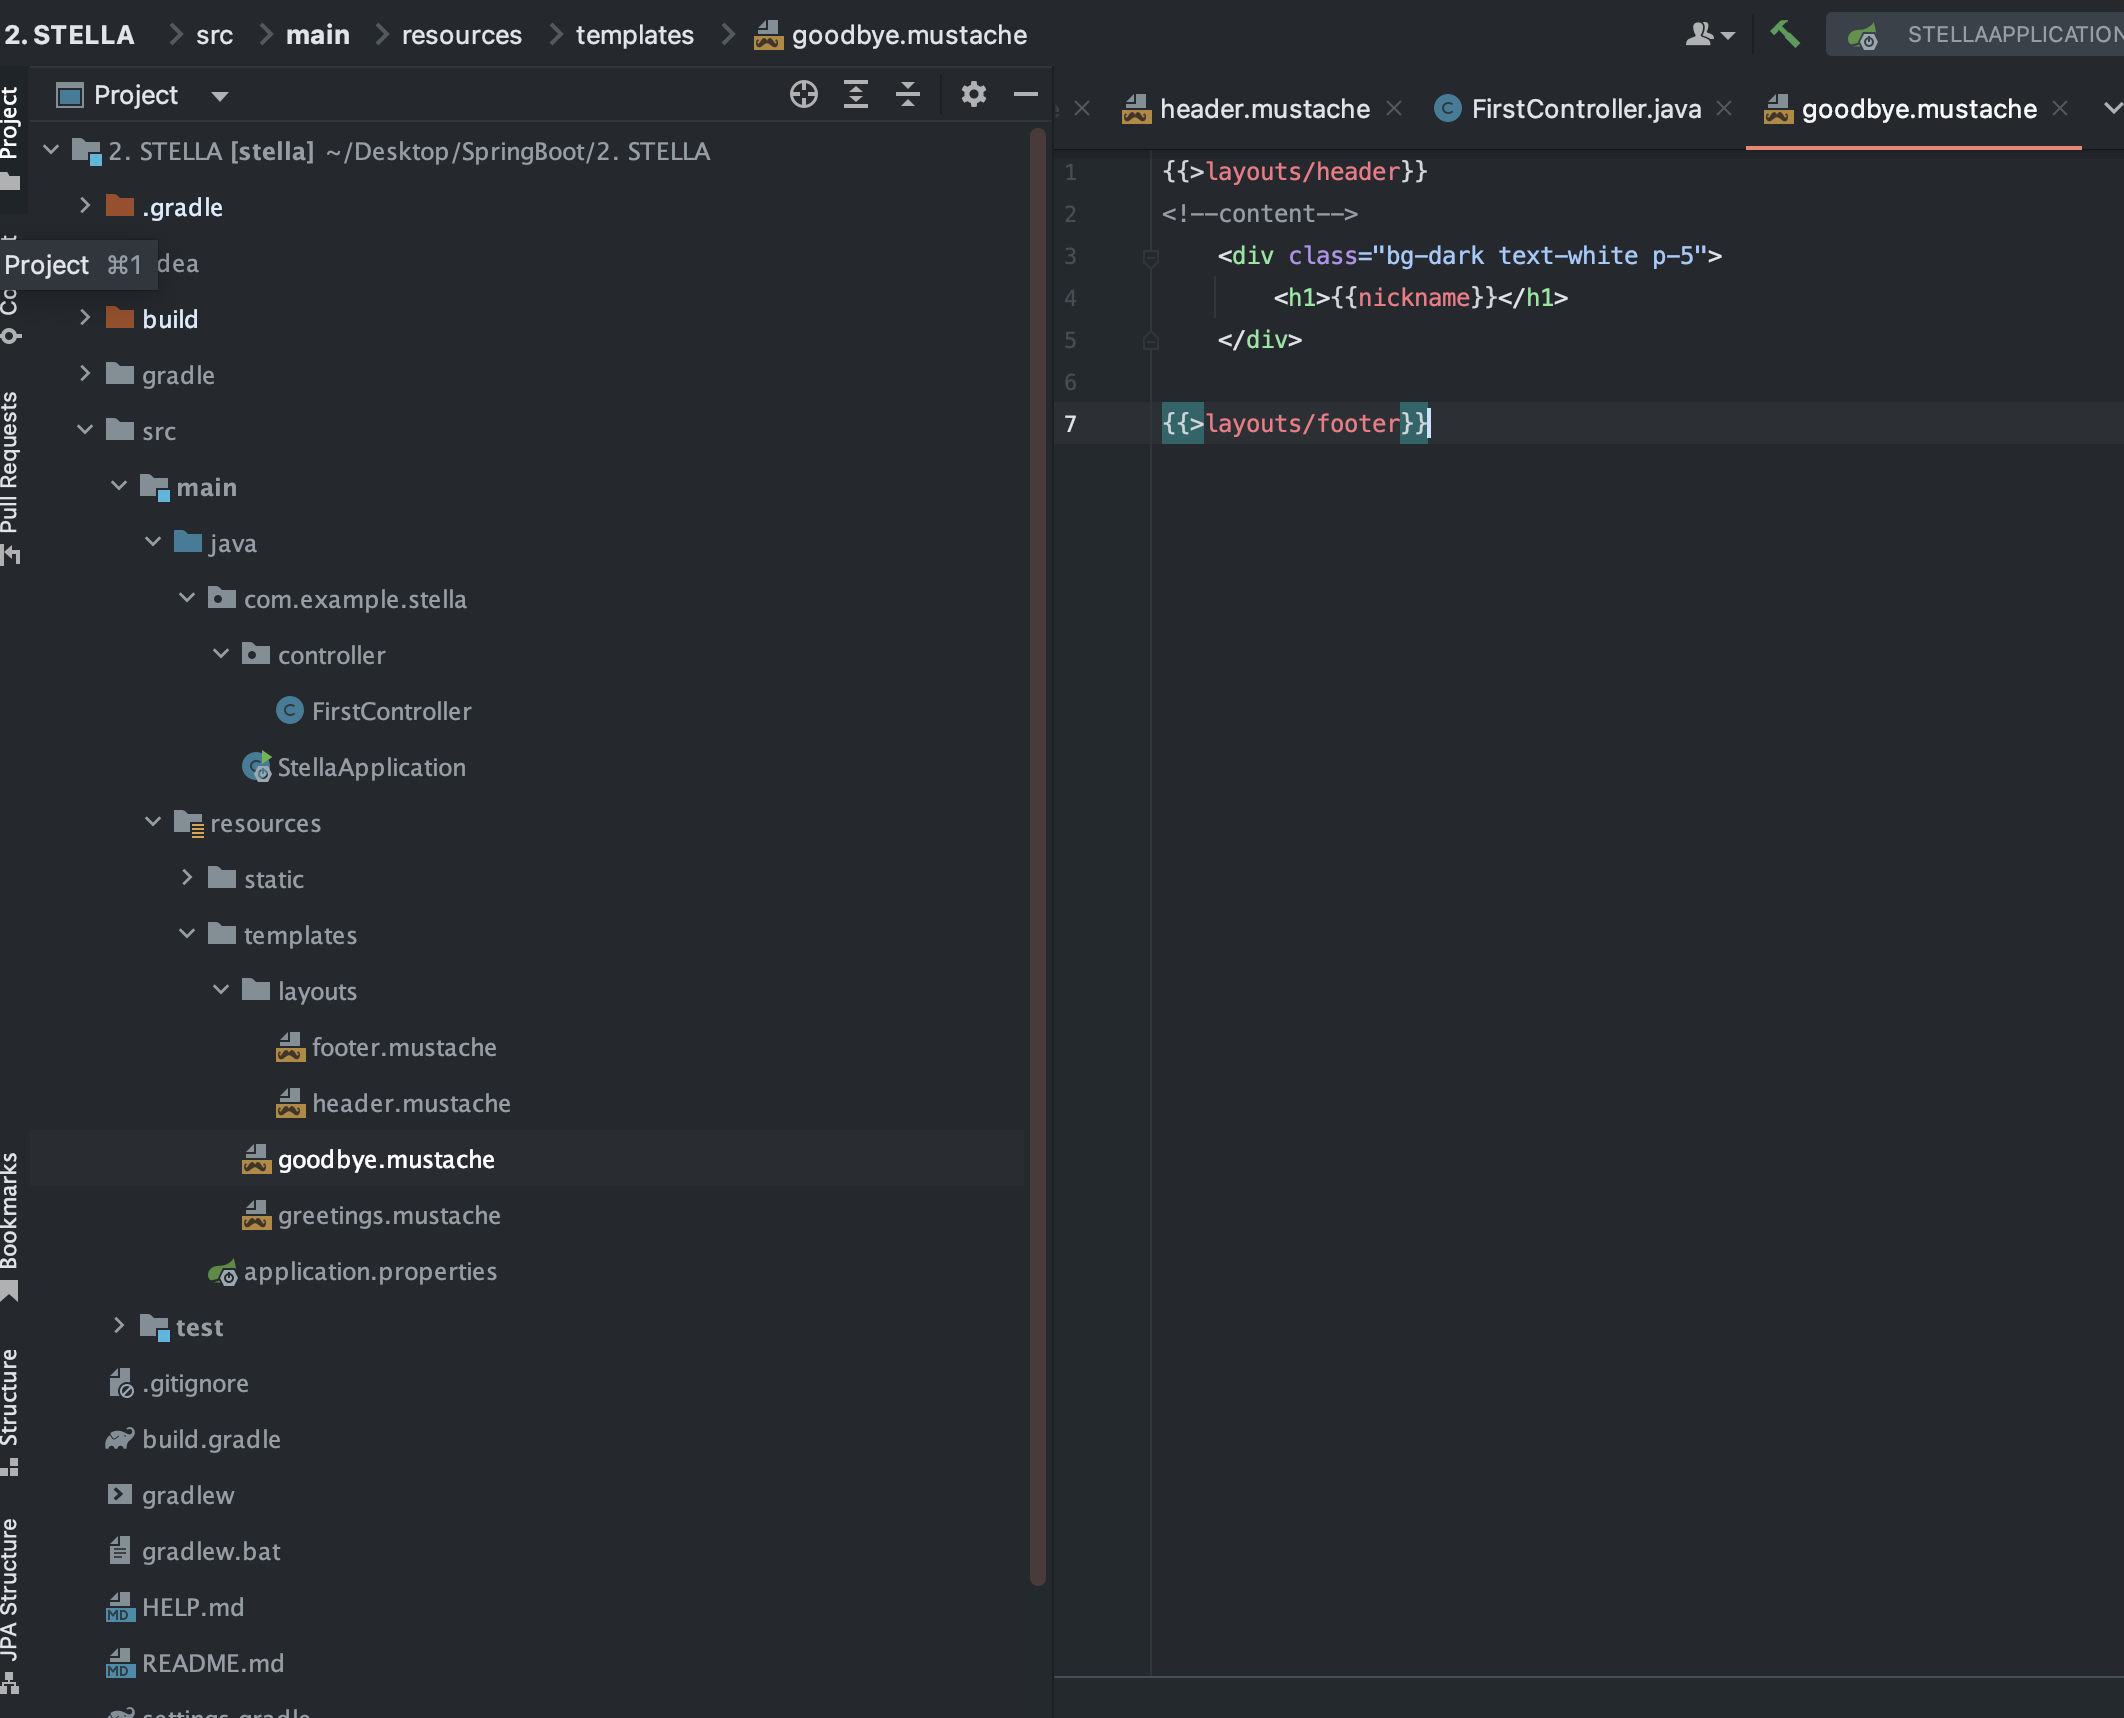 2. STELLA src main resources templates goodbye.mustache
STELLAAPPLICATION
Project
header.mustache FirstController.java goodbye.mustache
Project
2. STELLA [stella] ~/Desktop/SpringBoot/2. STELLA
.gradle
Project ⌘1
dea
build
gradle
src
main
java
com.example.stella
controller
FirstController
StellaApplication
resources
static
templates
layouts
footer.mustache
header.mustache
goodbye.mustache
greetings.mustache
application.properties
test
.gitignore
build.gradle
gradlew
gradlew.bat
HELP.md
README.md
settings.gradle
Pull Requests
Bookmarks
Structure
JPA Structure
1 {{>layouts/header}}
2 <!--content-->
3 <div class="bg-dark text-white p-5">
4 <h1>{{nickname}}</h1>
5 </div>
6
7 {{>layouts/footer}}